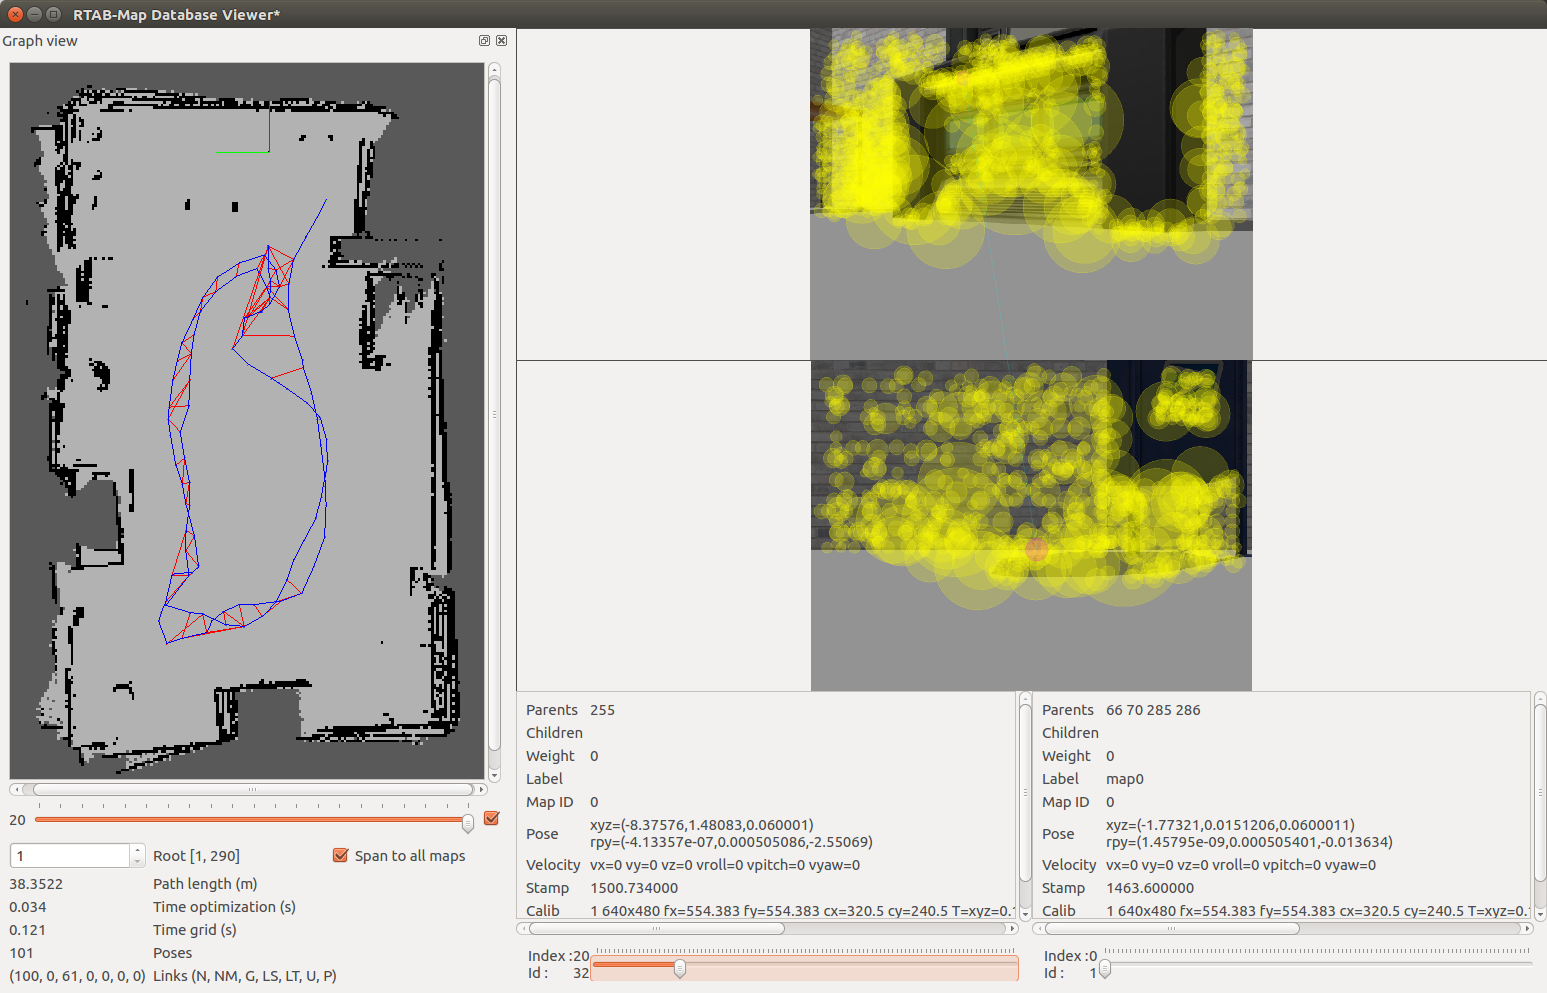 RTAB-Map Database Viewer*
Graph view
20
1 Root [1, 290] Span to all maps
38.3522 Path length (m)
0.034 Time optimization (s)
0.121 Time grid (s)
101 Poses
(100, 0, 61, 0, 0, 0, 0) Links (N, NM, G, LS, LT, U, P)
Parents 255
Children
Weight 0
Label
Map ID 0
Pose xyz=(-8.37576,1.48083,0.060001)
rpy=(-4.13357e-07,0.000505086,-2.55069)
Velocity vx=0 vy=0 vz=0 vroll=0 vpitch=0 vyaw=0
Stamp 1500.734000
Calib 1 640x480 fx=554.383 fy=554.383 cx=320.5 cy=240.5 T=xyz=0.
Index :20
Id : 32
Parents 66 70 285 286
Children
Weight 0
Label map0
Map ID 0
Pose xyz=(-1.77321,0.0151206,0.0600011)
rpy=(1.45795e-09,0.000505401,-0.013634)
Velocity vx=0 vy=0 vz=0 vroll=0 vpitch=0 vyaw=0
Stamp 1463.600000
Calib 1 640x480 fx=554.383 fy=554.383 cx=320.5 cy=240.5 T=xyz=0.
Index :0
Id : 1